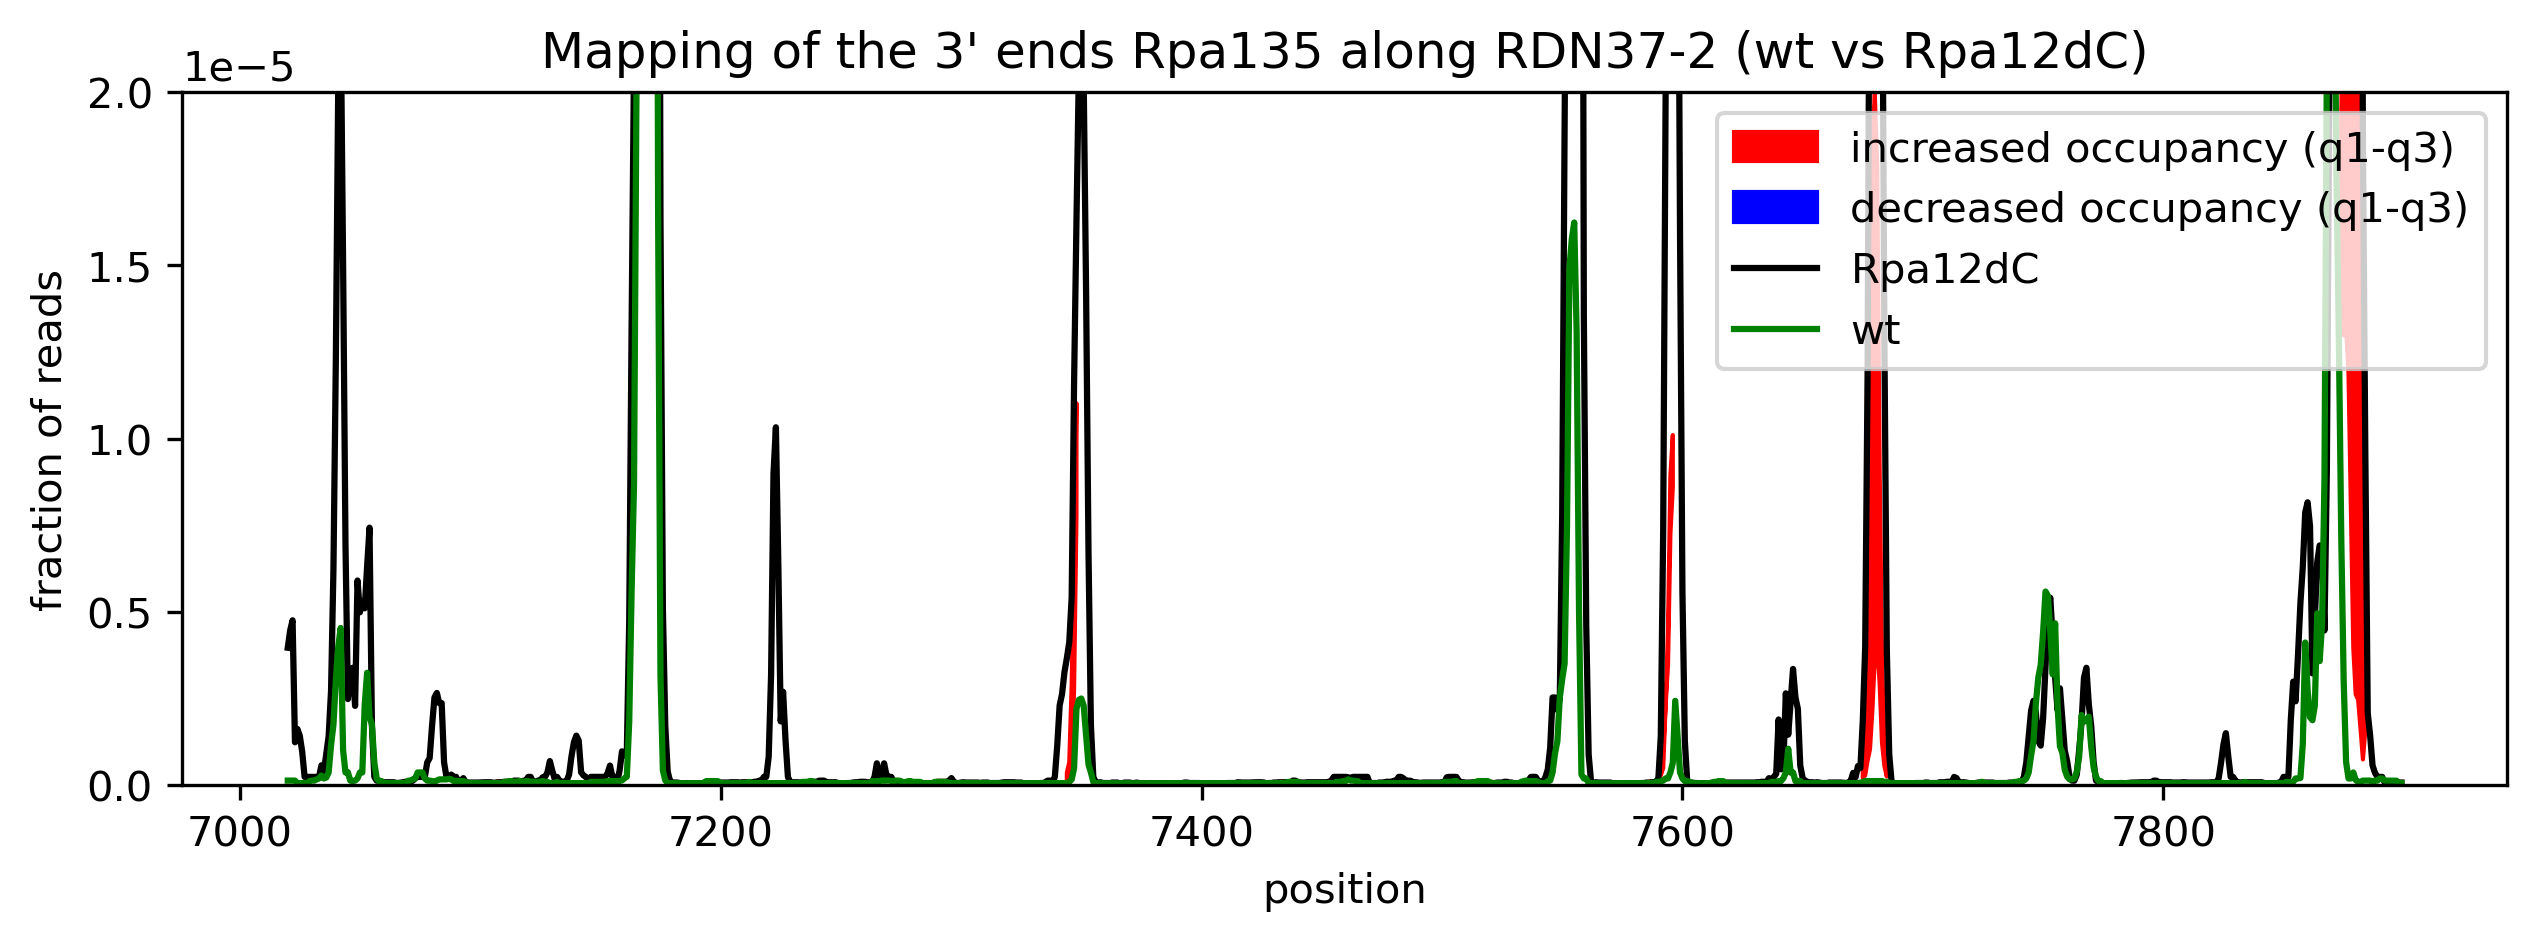 Mapping of the 3' ends Rpa135 along RDN37-2 (wt vs Rpa12dC)
1e−5
2.0
1.5
1.0
0.5
0.0
fraction of reads
increased occupancy (q1-q3)
decreased occupancy (q1-q3)
Rpa12dC
wt
7000 7200 7400 7600 7800
position